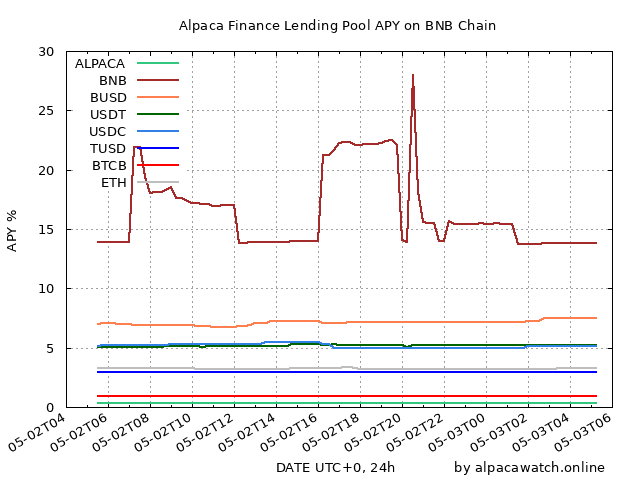 Alpaca Finance Lending Pool APY on BNB Chain
30
25
20
15
10
5
0
APY %
ALPACA
BNB
BUSD
USDT
USDC
TUSD
BTCB
ETH
05-02T04
05-02T06
05-02T08
05-02T10
05-02T12
05-02T14
05-02T16
05-02T18
05-02T20
05-02T22
05-03T00
05-03T02
05-03T04
05-03T06
DATE UTC+0, 24h
by alpacawatch.online